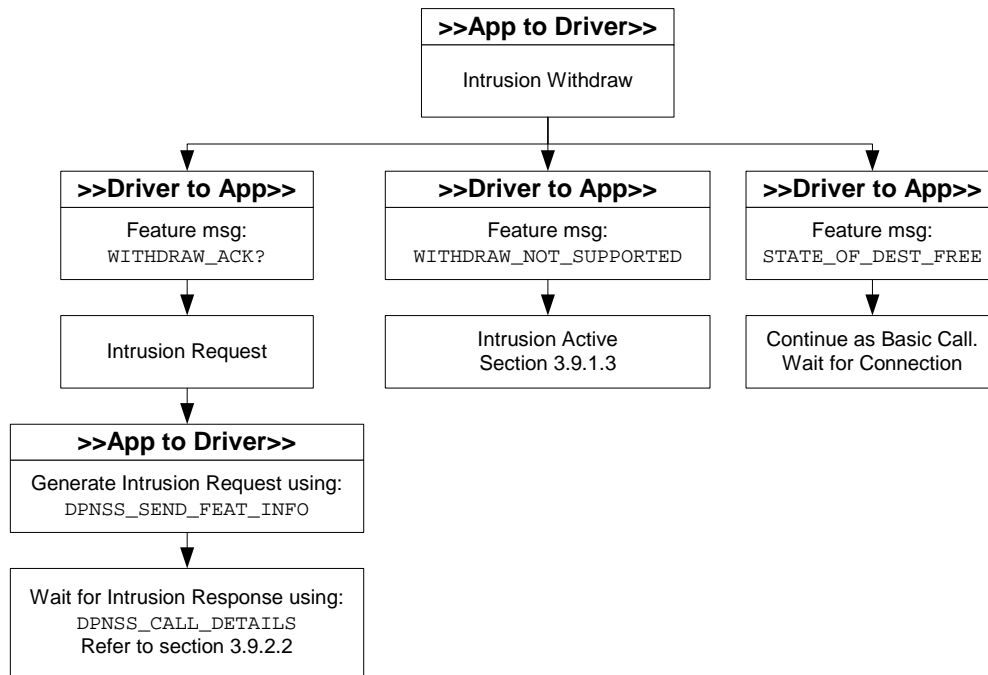 >>App to Driver>>
Intrusion Withdraw
>>Driver to App>>
Feature msg:
WITHDRAW_ACK?
>>Driver to App>>
Feature msg:
WITHDRAW_NOT_SUPPORTED
>>Driver to App>>
Feature msg:
STATE_OF_DEST_FREE
Intrusion Request
Intrusion Active
Section 3.9.1.3
Continue as Basic Call.
Wait for Connection
>>App to Driver>>
Generate Intrusion Request using:
DPNSS_SEND_FEAT_INFO
Wait for Intrusion Response using:
DPNSS_CALL_DETAILS
Refer to section 3.9.2.2